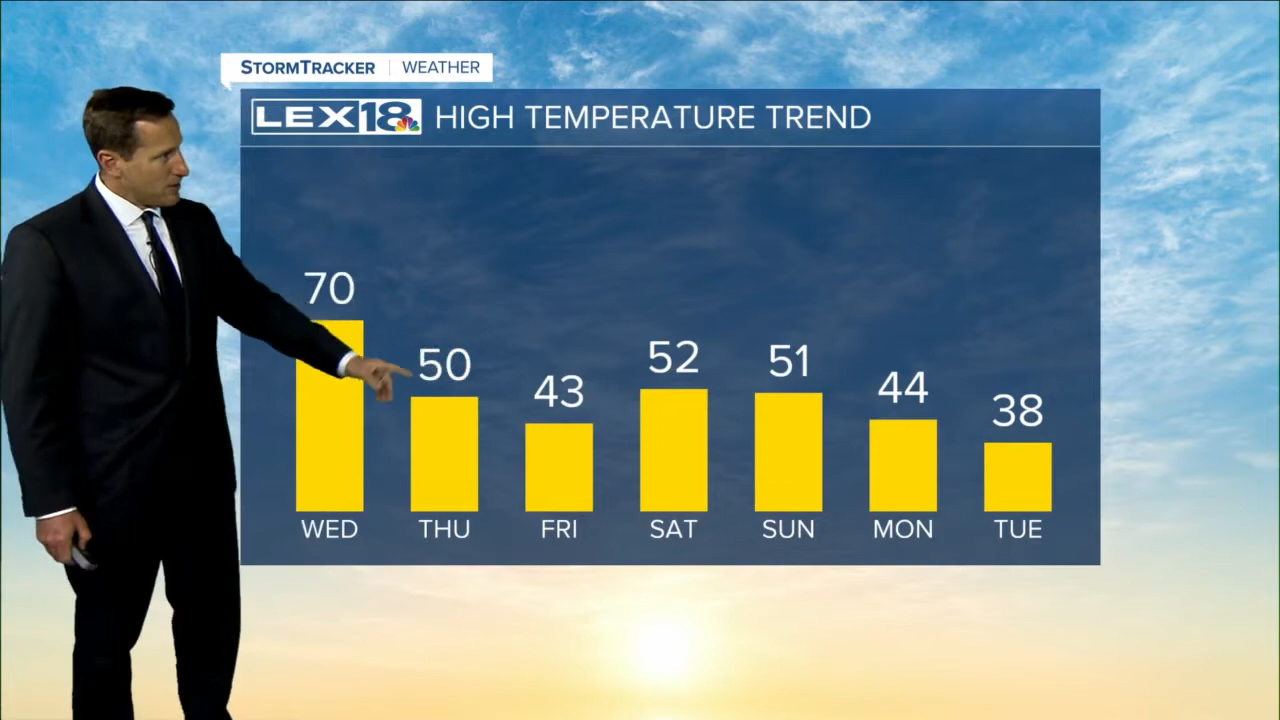 STORMTRACKER | WEATHER
LEX18 HIGH TEMPERATURE TREND
70 50 43 52 51 44 38
WED THU FRI SAT SUN MON TUE